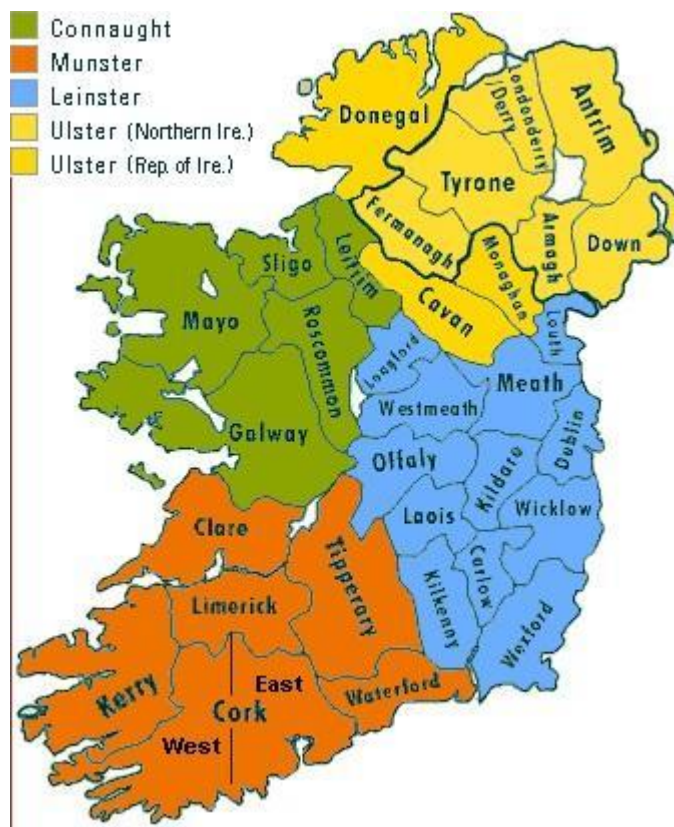 Connaught
Munster
Leinster
Ulster (Northern Ire.)
Ulster (Rep. of Ire.)
Donegal
Londonderry
/Derry
Antrim
Tyrone
Fermanagh
Armagh
Down
Monaghan
Cavan
Sligo
Leitrim
Mayo
Roscommon
Louth
Longford
Meath
Westmeath
Galway
Dublin
Offaly
Kildare
Laois
Wicklow
Clare
Carlow
Tipperary
Kilkenny
Limerick
Wexford
Kerry
East
Waterford
Cork
West